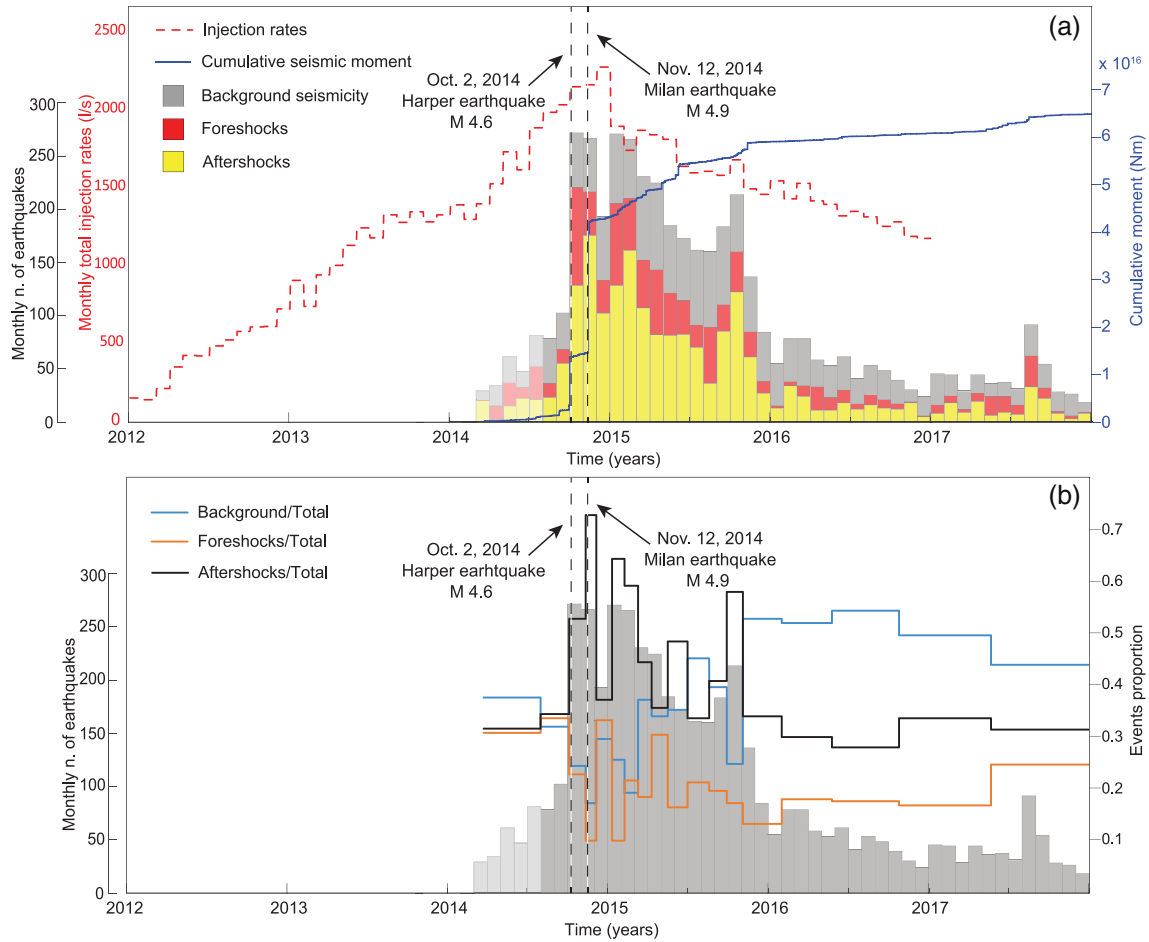 (a)
Injection rates
Cumulative seismic moment
Background seismicity
Foreshocks
Aftershocks
Oct. 2, 2014
Harper earthquake
M 4.6
Nov. 12, 2014
Milan earthquake
M 4.9
Monthly n. of earthquakes
300
250
200
150
100
50
0
Monthly total injection rates (l/s)
2500
2000
1500
1000
500
0
x 10¹⁶
7
6
5
4
3
2
1
0
Cumulative moment (Nm)
2012
2013
2014
2015
2016
2017
Time (years)
(b)
Background/Total
Foreshocks/Total
Aftershocks/Total
Oct. 2, 2014
Harper earhtquake
M 4.6
Nov. 12, 2014
Milan earthquake
M 4.9
Monthly n. of earthquakes
300
250
200
150
100
50
0
0.7
0.6
0.5
0.4
0.3
0.2
0.1
Events proportion
2012
2013
2014
2015
2016
2017
Time (years)